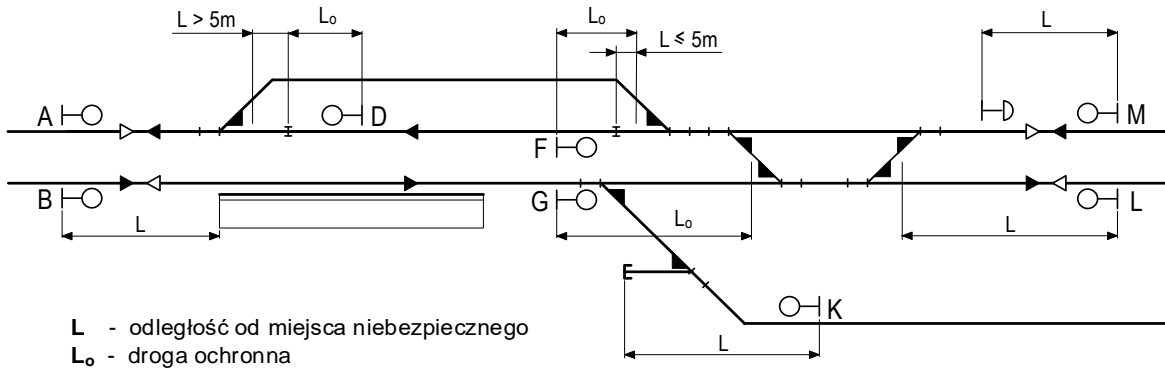 L > 5m
Lₒ
Lₒ
L ≤ 5m
L
A
D
F
M
B
G
L
L
Lₒ
L
K
L
L - odległość od miejsca niebezpiecznego
Lₒ - droga ochronna